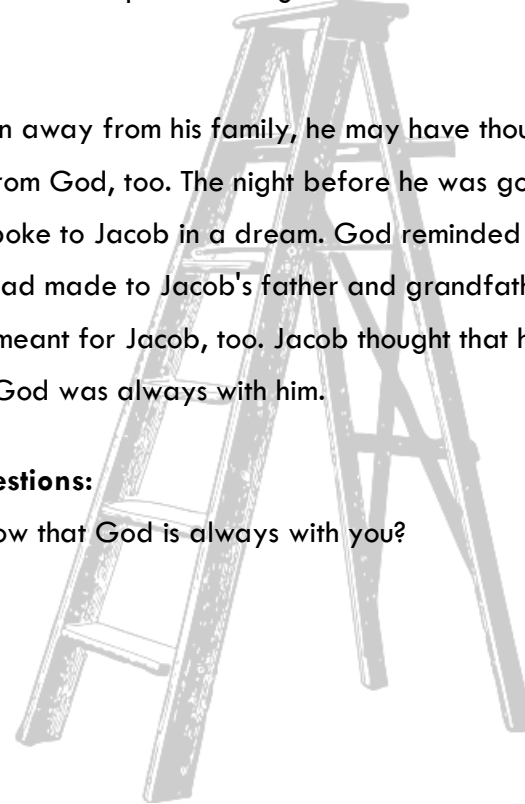 n away from his family, he may have thou
rom God, too. The night before he was go
poke to Jacob in a dream. God reminded
ad made to Jacob's father and grandfath
meant for Jacob, too. Jacob thought that h
God was always with him.
estions:
ow that God is always with you?